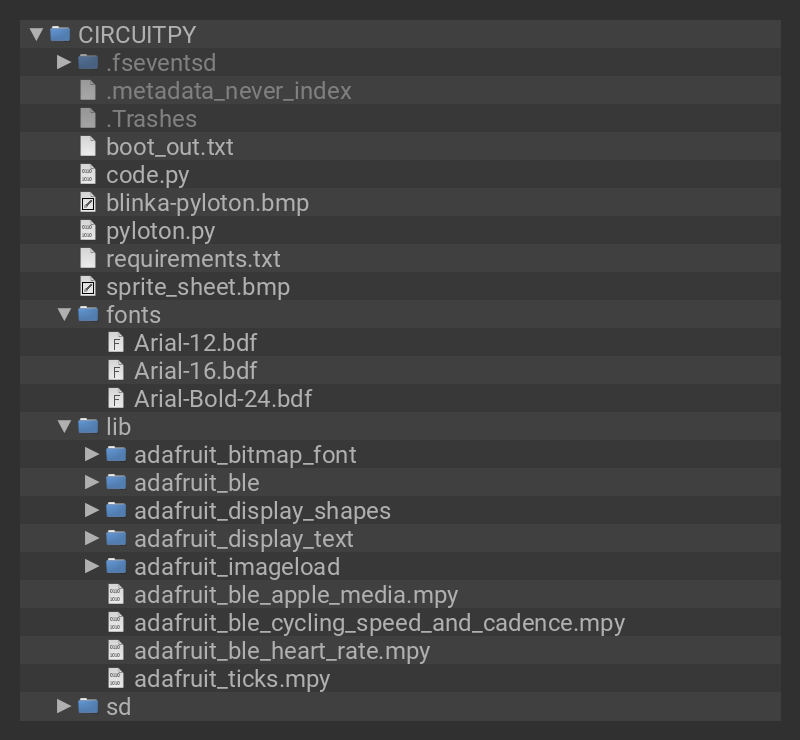 CIRCUITPY
.fseventsd
.metadata_never_index
.Trashes
boot_out.txt
code.py
blinka-pyloton.bmp
pyloton.py
requirements.txt
sprite_sheet.bmp
fonts
Arial-12.bdf
Arial-16.bdf
Arial-Bold-24.bdf
lib
adafruit_bitmap_font
adafruit_ble
adafruit_display_shapes
adafruit_display_text
adafruit_imageload
adafruit_ble_apple_media.mpy
adafruit_ble_cycling_speed_and_cadence.mpy
adafruit_ble_heart_rate.mpy
adafruit_ticks.mpy
sd